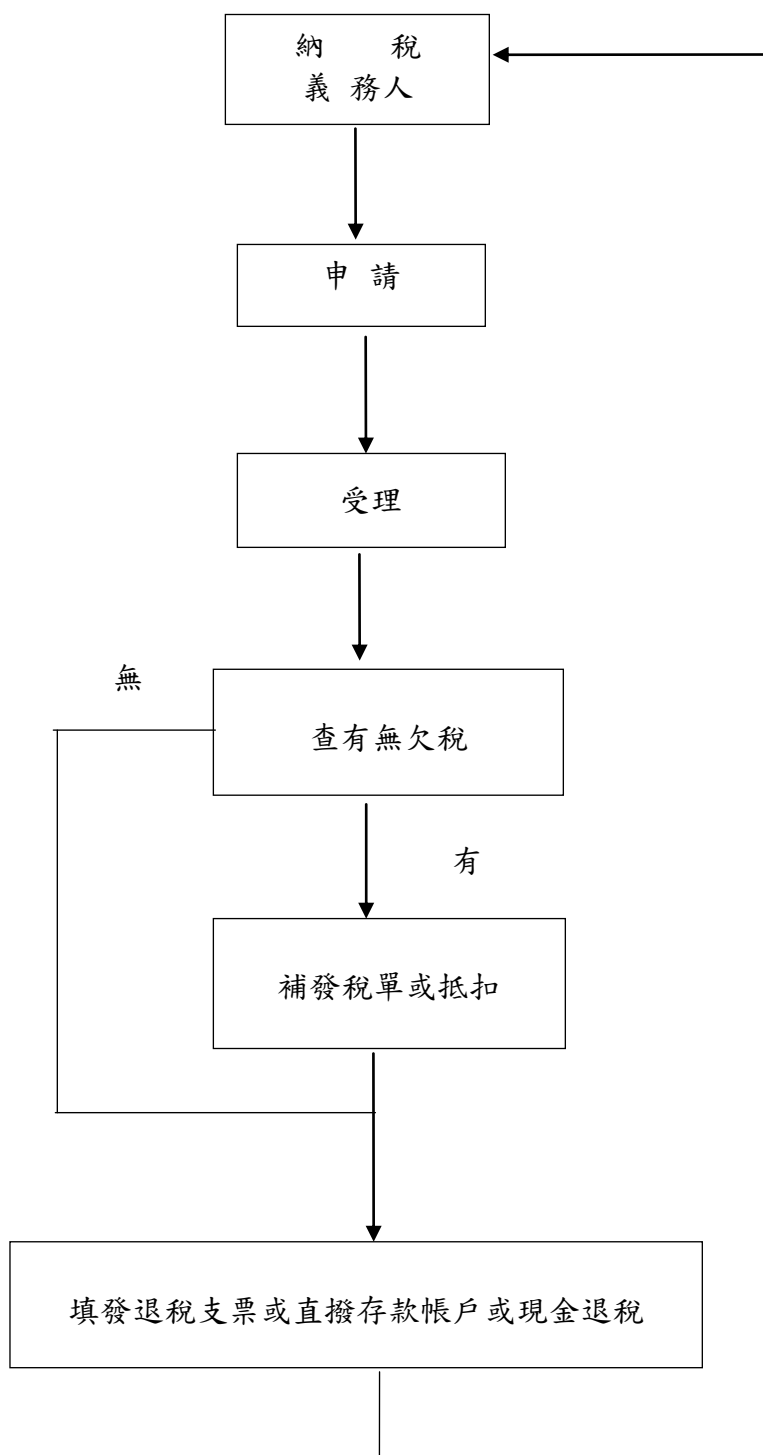 納 稅
義 務人
申 請
受理
無
查有無欠稅
有
補發稅單或抵扣
填發退稅支票或直撥存款帳戶或現金退稅